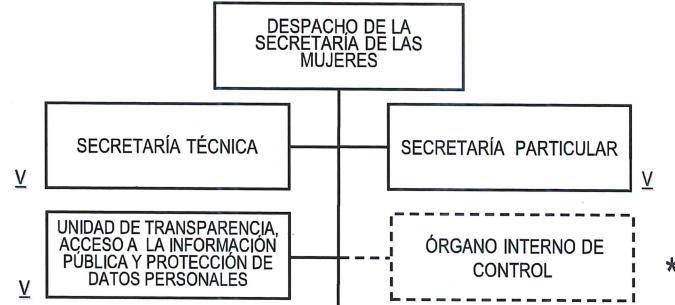 DESPACHO DE LA
SECRETARÍA DE LAS
MUJERES
SECRETARÍA TÉCNICA
SECRETARÍA PARTICULAR
V
V
UNIDAD DE TRANSPARENCIA,
ACCESO A LA INFORMACIÓN
PÚBLICA Y PROTECCIÓN DE
DATOS PERSONALES
ÓRGANO INTERNO DE
CONTROL
*
V